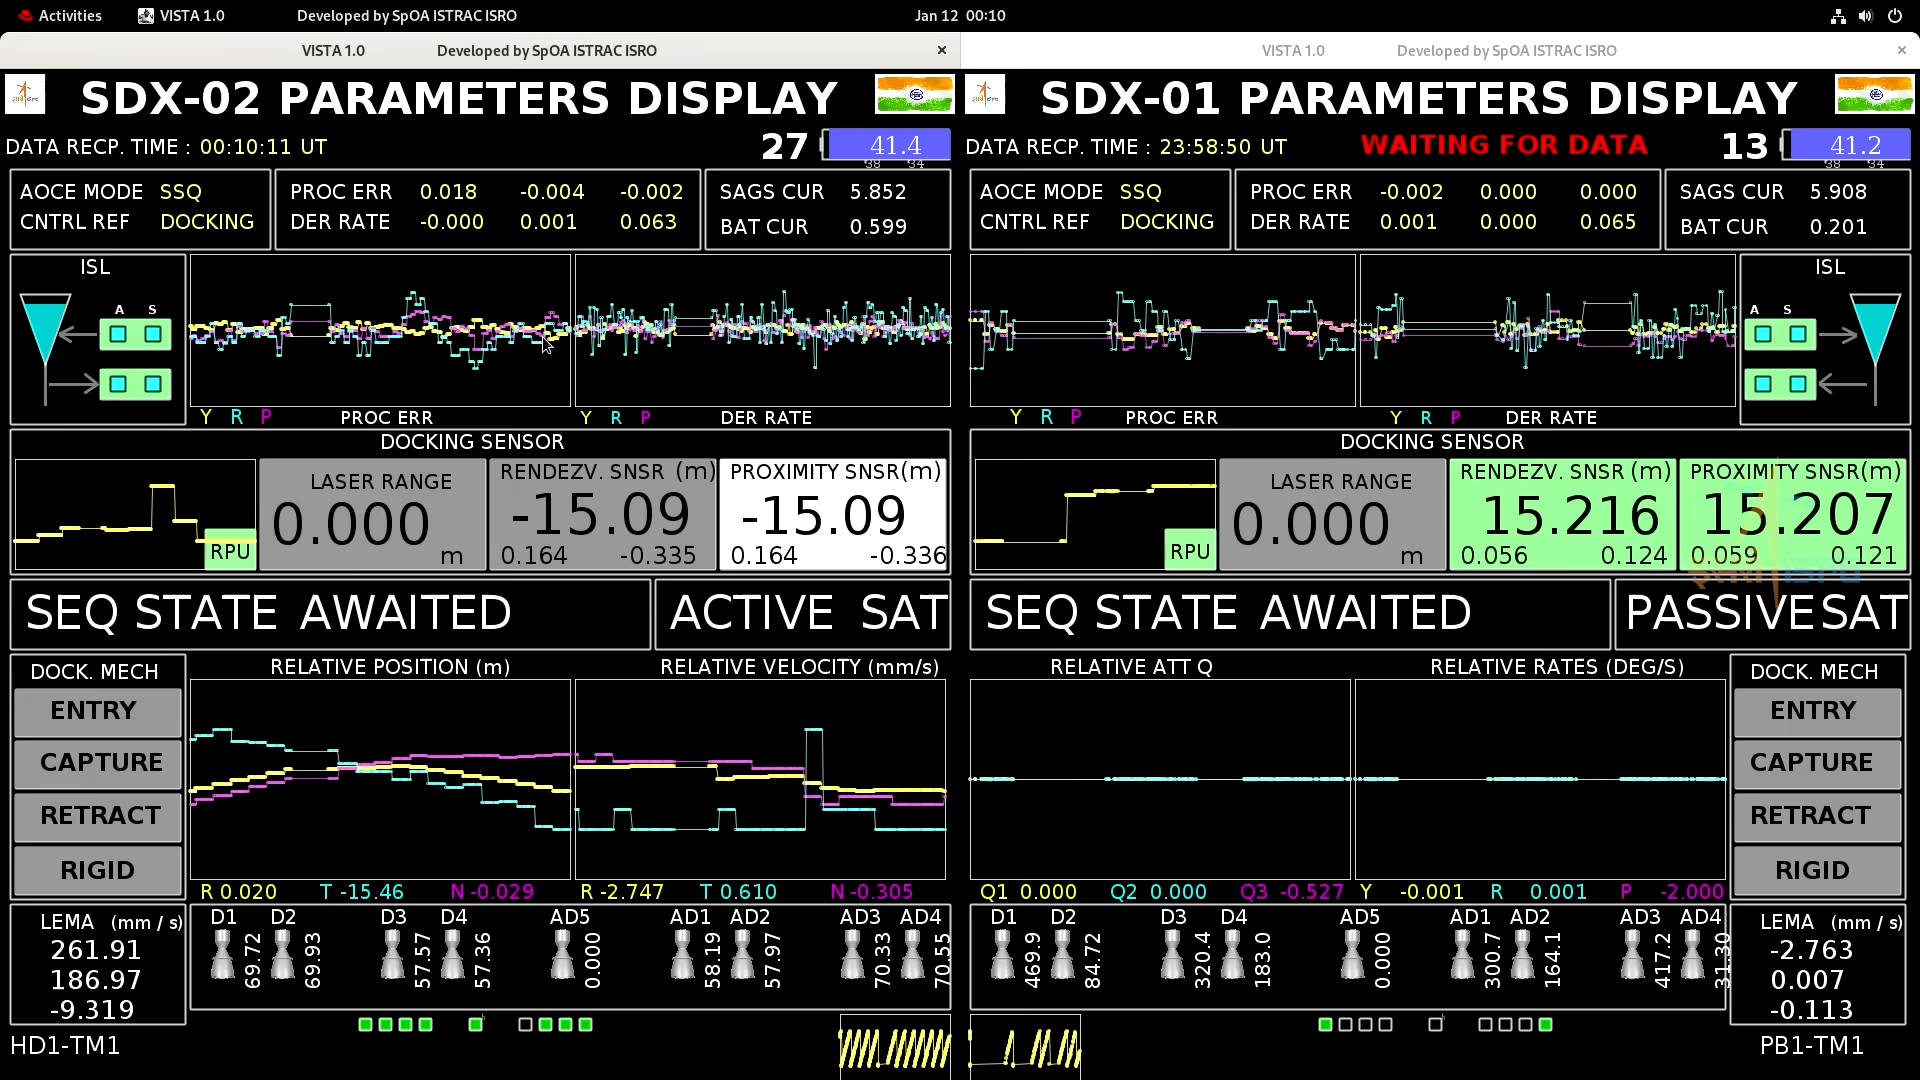 Activities VISTA 1.0 Developed by SpOA ISTRAC ISRO Jan 12 00:10
VISTA 1.0 Developed by SpOA ISTRAC ISRO ×
SDX-02 PARAMETERS DISPLAY
DATA RECP. TIME : 00:10:11 UT 27 41.4
'38 '34
AOCE MODE SSQ
CNTRL REF DOCKING
PROC ERR 0.018 -0.004 -0.002
DER RATE -0.000 0.001 0.063
SAGS CUR 5.852
BAT CUR 0.599
ISL
A S
Y R P PROC ERR
Y R P DER RATE
DOCKING SENSOR
RPU
LASER RANGE
0.000
m
RENDEZV. SNSR (m)
-15.09
0.164 -0.335
PROXIMITY SNSR(m)
-15.09
0.164 -0.336
SEQ STATE AWAITED
ACTIVE SAT
DOCK. MECH
ENTRY
CAPTURE
RETRACT
RIGID
RELATIVE POSITION (m)
RELATIVE VELOCITY (mm/s)
R 0.020 T -15.46 N -0.029
R -2.747 T 0.610 N -0.305
LEMA (mm / s)
261.91
186.97
-9.319
D1 D2 D3 D4 AD5 AD1 AD2 AD3 AD4
69.72 69.93 57.57 57.36 0.000 58.19 57.97 70.33 70.55
HD1-TM1
VISTA 1.0 Developed by SpOA ISTRAC ISRO ×
SDX-01 PARAMETERS DISPLAY
DATA RECP. TIME : 23:58:50 UT WAITING FOR DATA 13 41.2
'38 '34
AOCE MODE SSQ
CNTRL REF DOCKING
PROC ERR -0.002 0.000 0.000
DER RATE 0.001 0.000 0.065
SAGS CUR 5.908
BAT CUR 0.201
ISL
A S
Y R P PROC ERR
Y R P DER RATE
DOCKING SENSOR
RPU
LASER RANGE
0.000
m
RENDEZV. SNSR (m)
15.216
0.056 0.124
PROXIMITY SNSR(m)
15.207
0.059 0.121
SEQ STATE AWAITED
PASSIVE SAT
RELATIVE ATT Q
RELATIVE RATES (DEG/S)
Q1 0.000 Q2 0.000 Q3 -0.527
Y -0.001 R 0.001 P -2.000
DOCK. MECH
ENTRY
CAPTURE
RETRACT
RIGID
D1 D2 D3 D4 AD5 AD1 AD2 AD3 AD4
469.9 84.72 320.4 183.0 0.000 300.7 164.1 417.2 31.30
LEMA (mm / s)
-2.763
0.007
-0.113
PB1-TM1